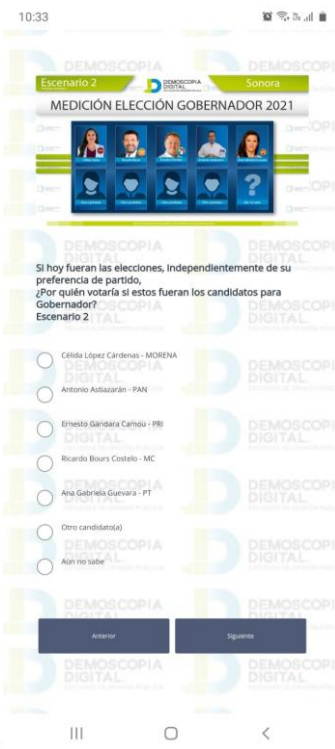 10:33
Escenario 2
DEMOSCOPIA
DIGITAL
Sonora
MEDICIÓN ELECCIÓN GOBERNADOR 2021
Si hoy fueran las elecciones, independientemente de su
preferencia de partido,
¿Por quién votaría si estos fueran los candidatos para
Gobernador?
Escenario 2
Célida López Cárdenas - MORENA
Antonio Astiazarán - PAN
Ernesto Gándara Camou - PRI
Ricardo Bours Costelo - MC
Ana Gabriela Guevara - PT
Otro candidato(a)
Aún no sabe
Anterior
Siguiente